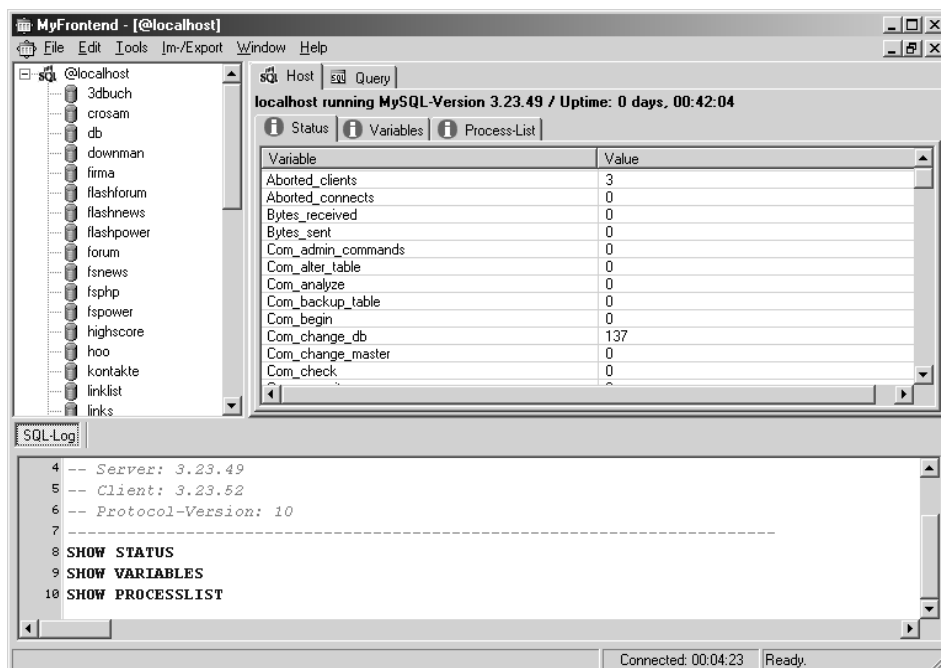 MyFrontend - [@localhost]
File Edit Tools Im-/Export Window Help
@localhost
3dbuch
crosam
db
downman
firma
flashforum
flashnews
flashpower
forum
fsnews
fsphp
fspower
highscore
hoo
kontakte
linklist
links
Host Query
localhost running MySQL-Version 3.23.49 / Uptime: 0 days, 00:42:04
Status Variables Process-List
Variable Value
Aborted_clients 3
Aborted_connects 0
Bytes_received 0
Bytes_sent 0
Com_admin_commands 0
Com_alter_table 0
Com_analyze 0
Com_backup_table 0
Com_begin 0
Com_change_db 137
Com_change_master 0
Com_check 0
SQL-Log
4 -- Server: 3.23.49
5 -- Client: 3.23.52
6 -- Protocol-Version: 10
7 ------------------------------------------------------------------------
8 SHOW STATUS
9 SHOW VARIABLES
10 SHOW PROCESSLIST
Connected: 00:04:23 Ready.